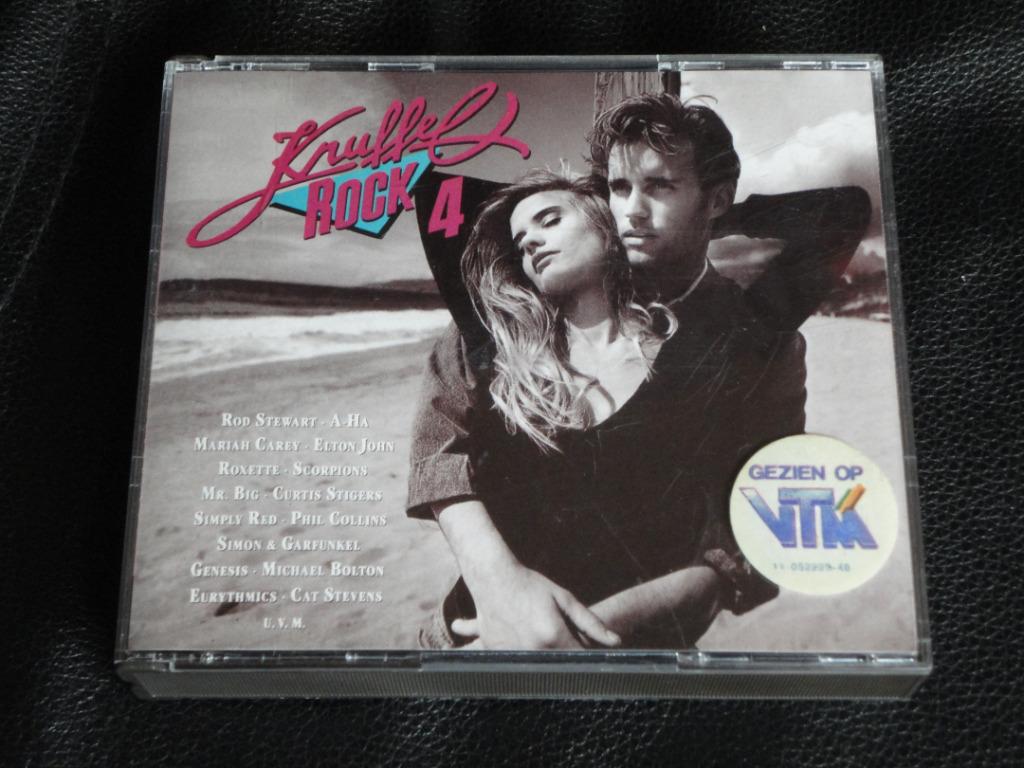 Knuffel
ROCK 4
ROD STEWART · A-HA
MARIAH CAREY · ELTON JOHN
ROXETTE · SCORPIONS
MR. BIG · CURTIS STIGERS
SIMPLY RED · PHIL COLLINS
SIMON & GARFUNKEL
GENESIS · MICHAEL BOLTON
EURYTHMICS · CAT STEVENS
U.V.M.
GEZIEN OP
VTM